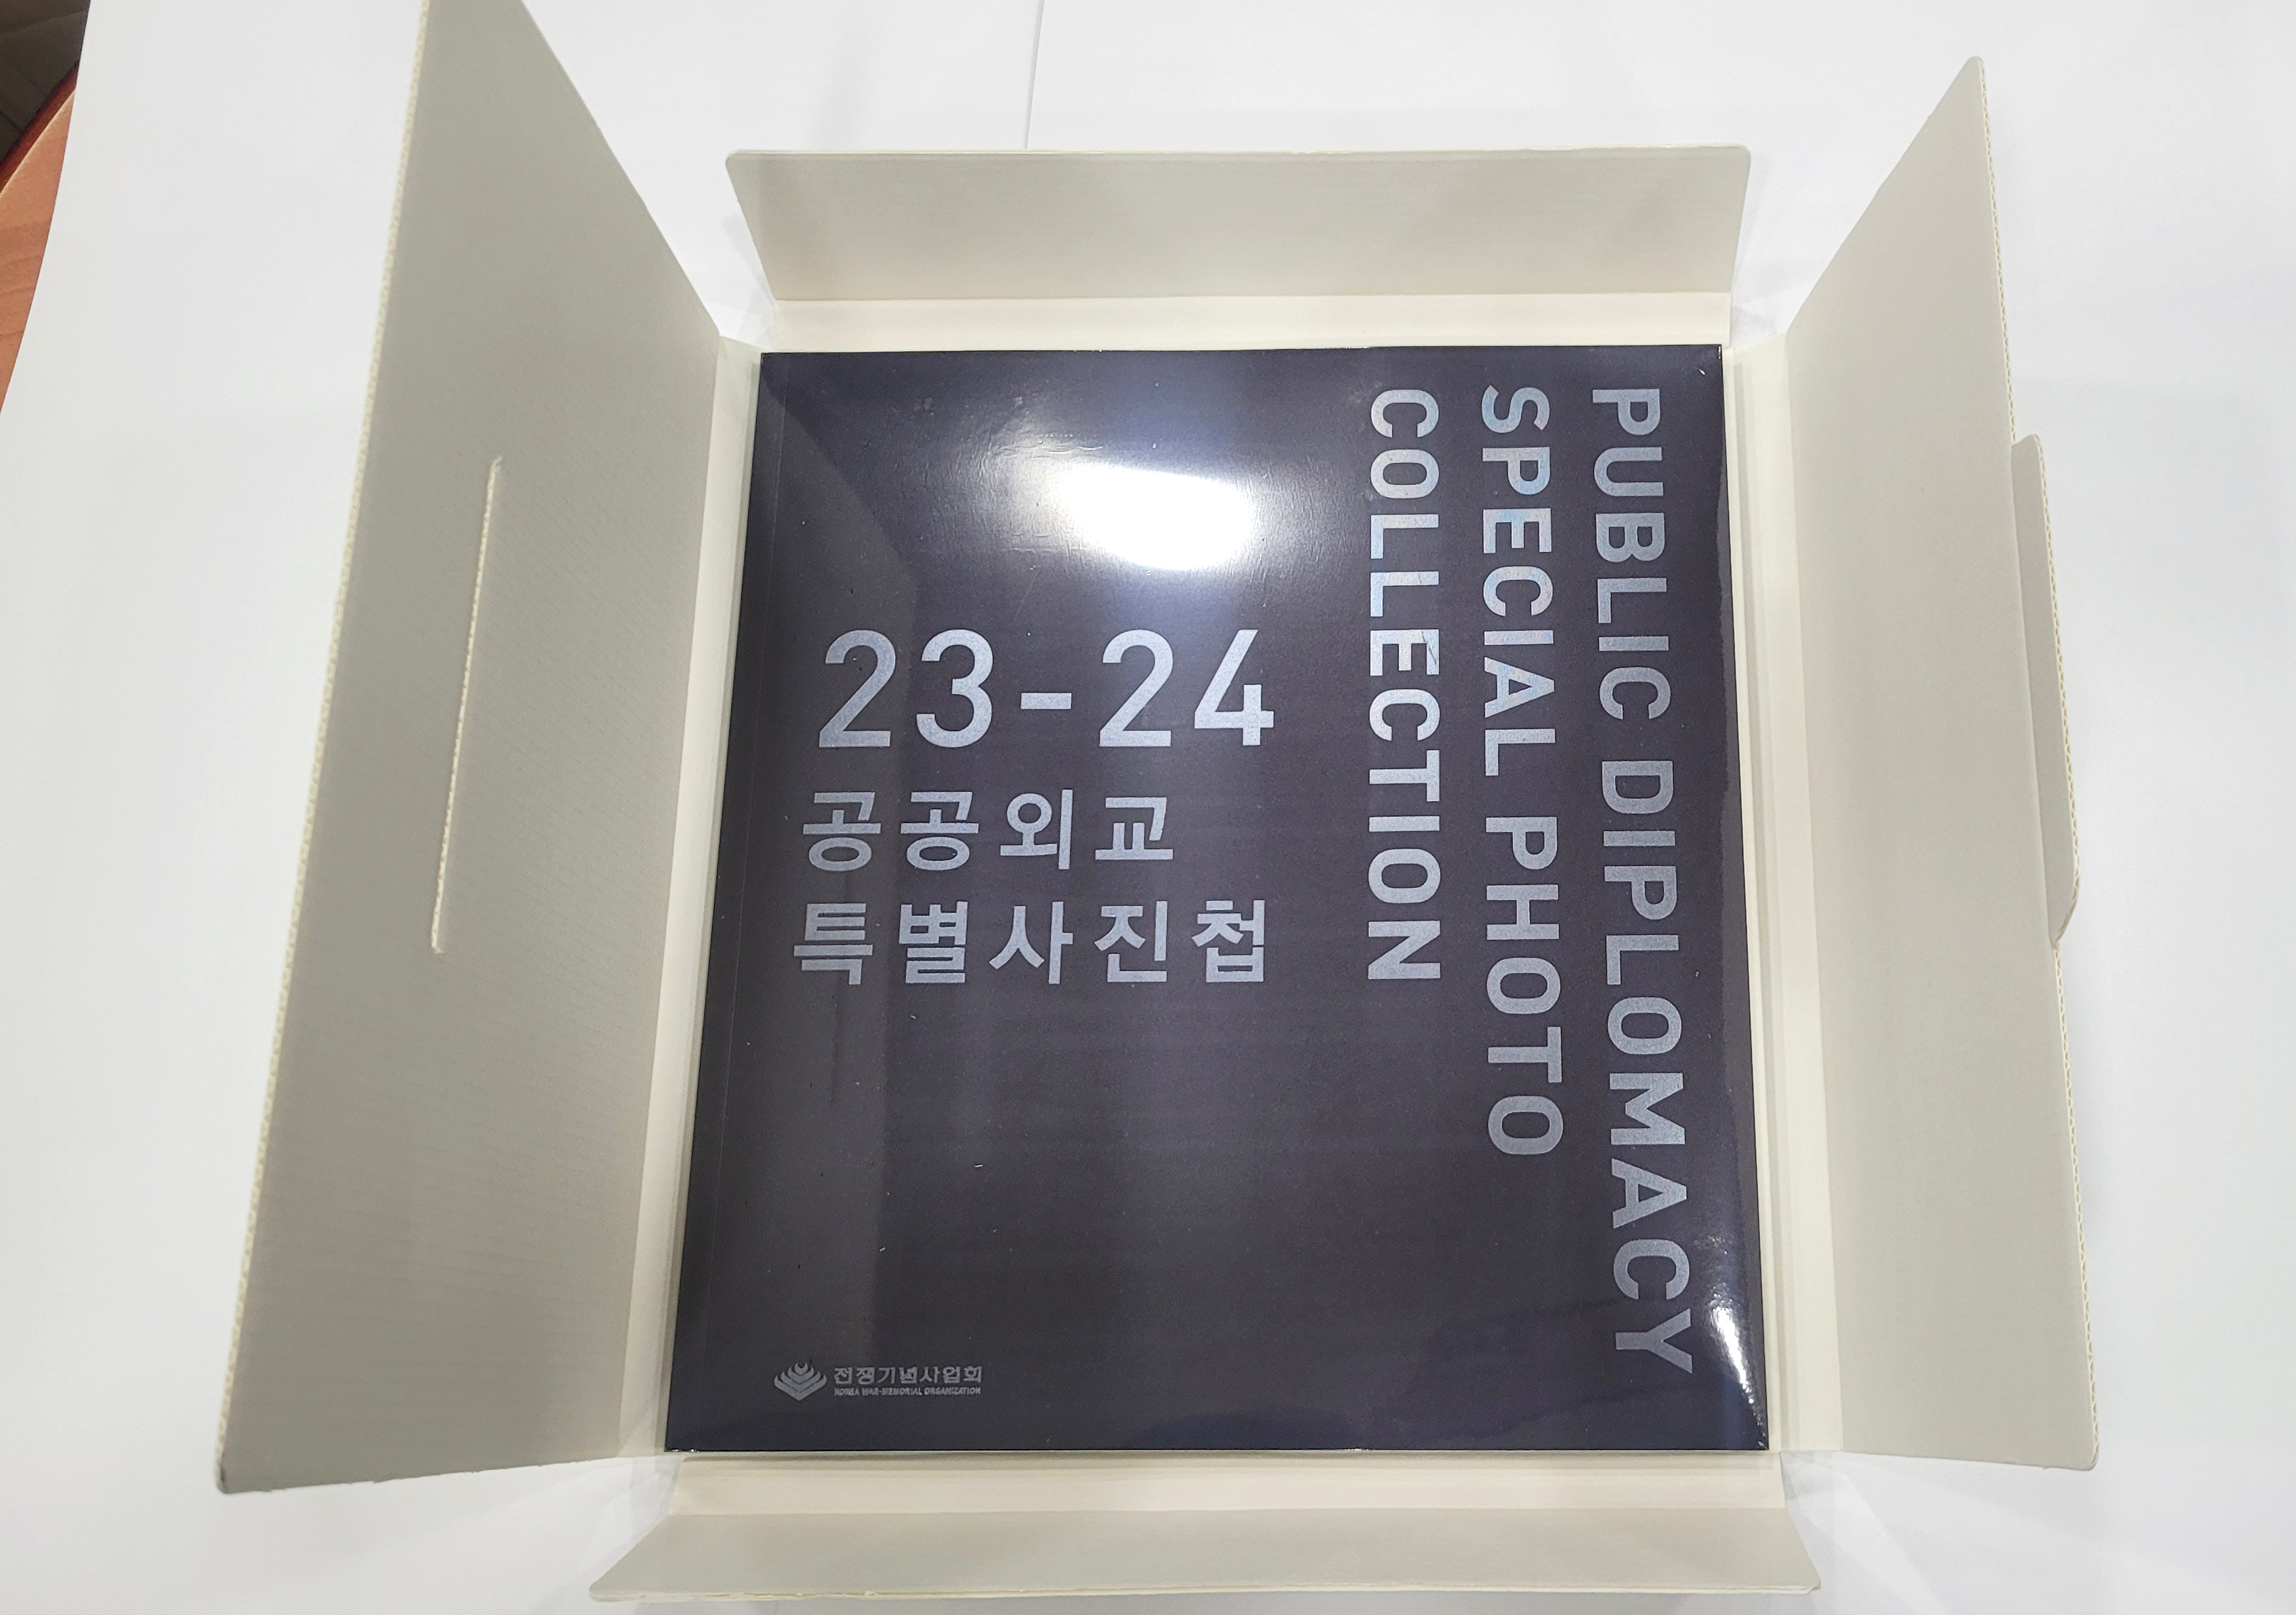 PUBLIC DIPLOMACY
SPECIAL PHOTO
COLLECTION
23-24
공공외교
특별사진첩
전쟁기념사업회
KOREA WAR-MEMORIAL ORGANIZATION